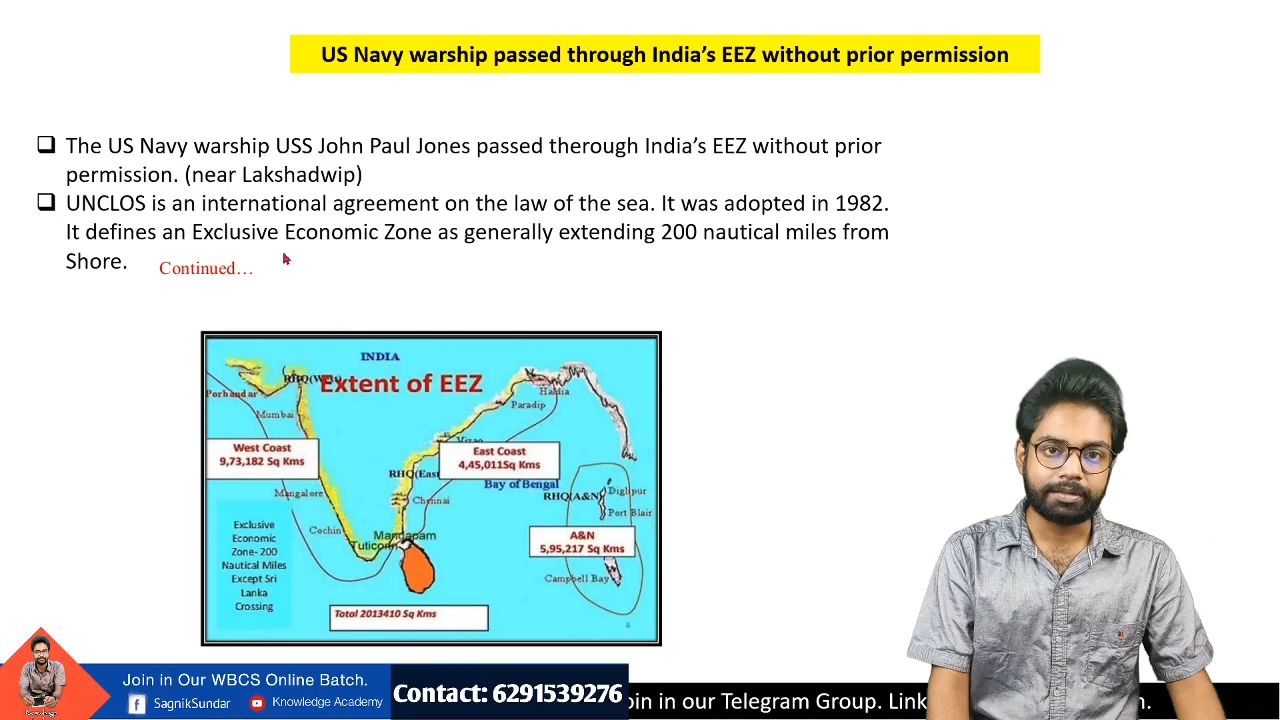 US Navy warship passed through India’s EEZ without prior permission
❑ The US Navy warship USS John Paul Jones passed therough India’s EEZ without prior
permission. (near Lakshadwip)
❑ UNCLOS is an international agreement on the law of the sea. It was adopted in 1982.
It defines an Exclusive Economic Zone as generally extending 200 nautical miles from
Shore.
Continued…
INDIA
Extent of EEZ
Porbandar
Mumbai
Haldia
Paradip
West Coast
9,73,182 Sq Kms
East Coast
4,45,011Sq Kms
RHQ(East
Bay of Bengal
Mangalore
Chennai
RHQ(A&N)
Diglipur
Port Blair
Cochin
Mandapam
Tuticorin
A&N
5,95,217 Sq Kms
Campbell Bay
Exclusive
Economic
Zone- 200
Nautical Miles
Except Sri
Lanka
Crossing
Total 2013410 Sq Kms
6
Join in Our WBCS Online Batch.
SagnikSundar
Knowledge Academy
Contact: 6291539276
oin in our Telegram Group. Link